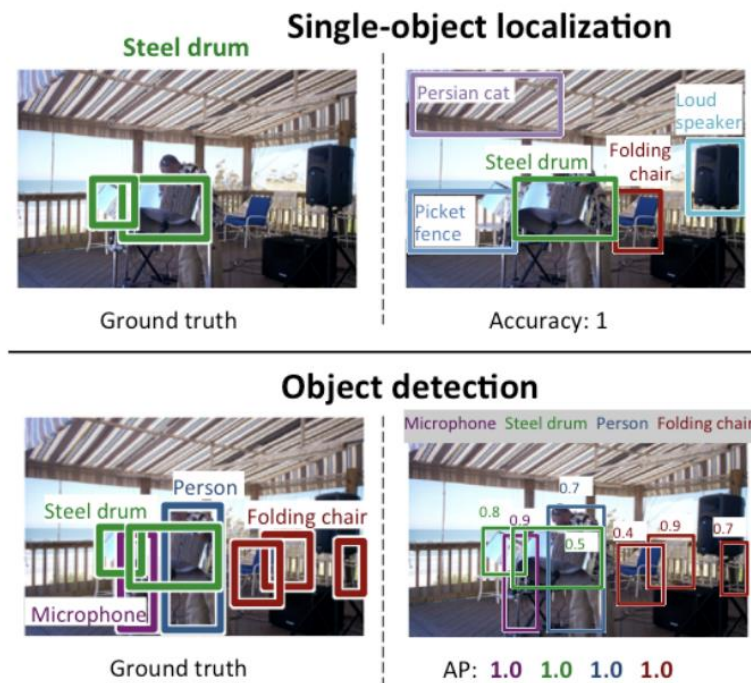 Single-object localization
Steel drum
Persian cat
Loud
speaker
Steel drum
Folding
chair
Picket
fence
Ground truth
Accuracy: 1
Object detection
Microphone Steel drum Person Folding chair
Person
Steel drum
Folding chair
Microphone
0.7
0.8
0.9
0.5
0.4
0.9
0.7
Ground truth
AP: 1.0 1.0 1.0 1.0